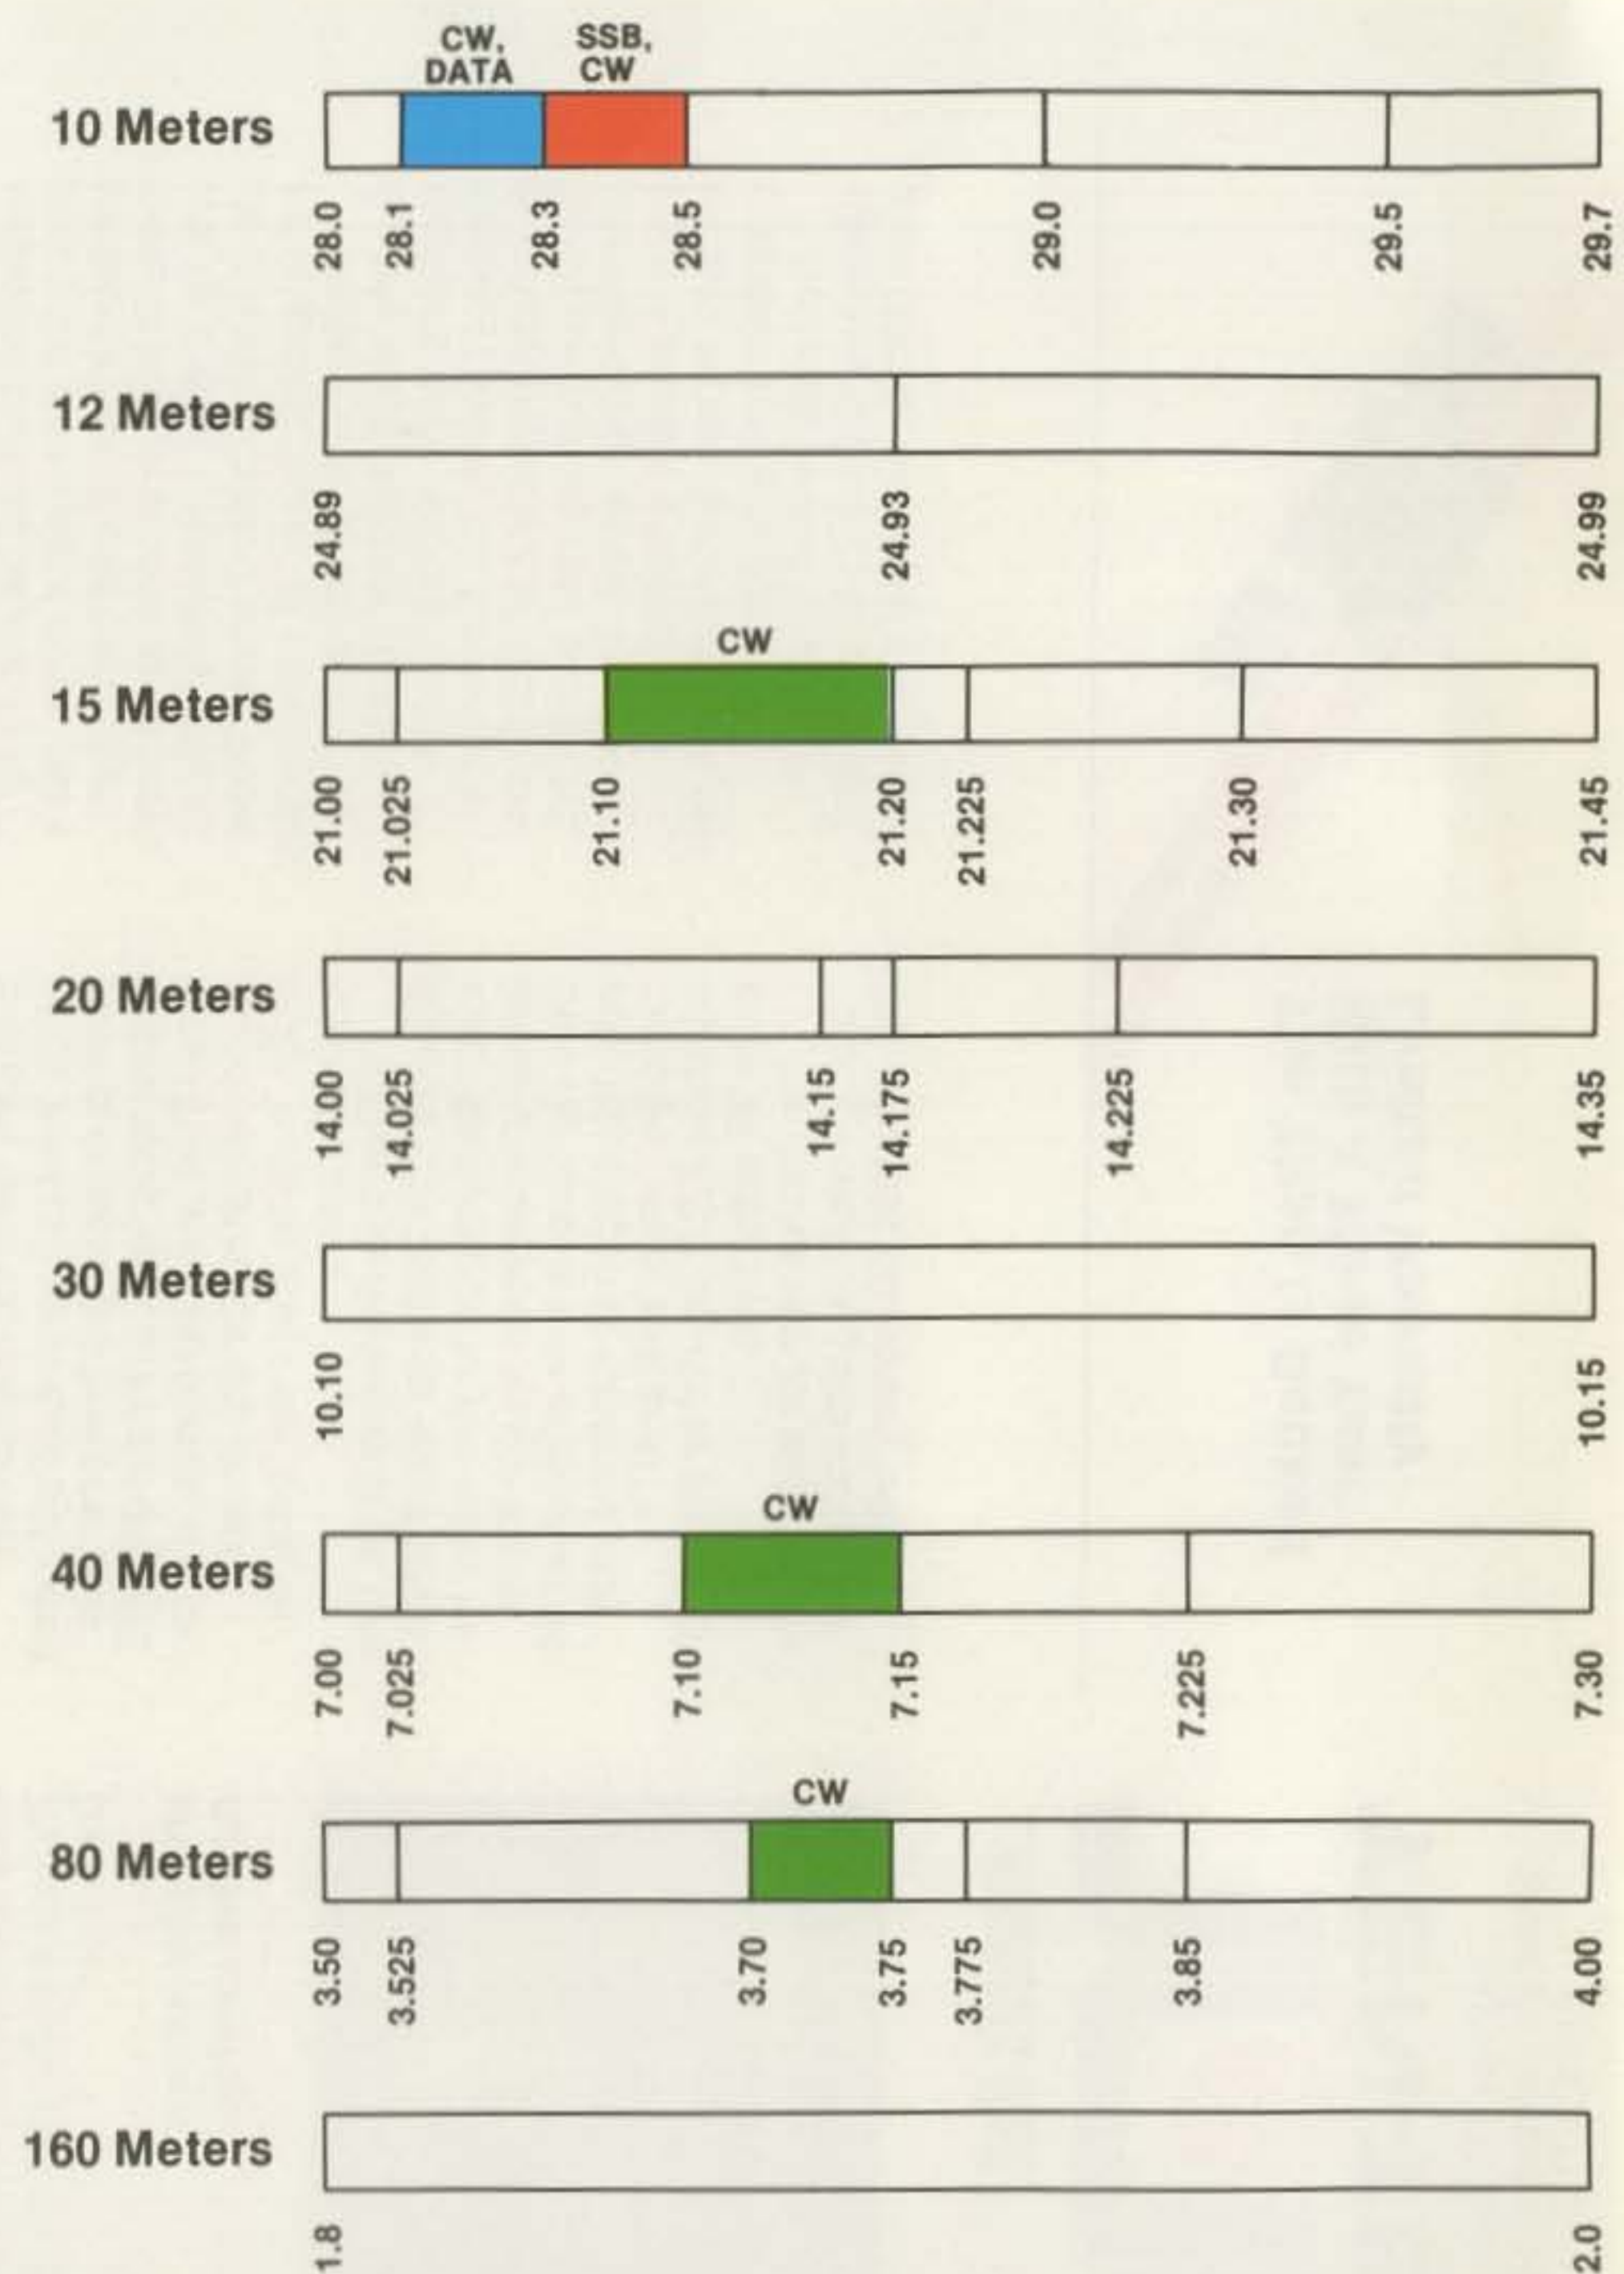 CW, SSB,
DATA CW
10 Meters
28.0 28.1 28.3 28.5 29.0 29.5 29.7
12 Meters
24.89 24.93 24.99
CW
15 Meters
21.00 21.025 21.10 21.20 21.225 21.30 21.45
20 Meters
14.00 14.025 14.15 14.175 14.225 14.35
30 Meters
10.10 10.15
CW
40 Meters
7.00 7.025 7.10 7.15 7.225 7.30
CW
80 Meters
3.50 3.525 3.70 3.75 3.775 3.85 4.00
160 Meters
1.8 2.0